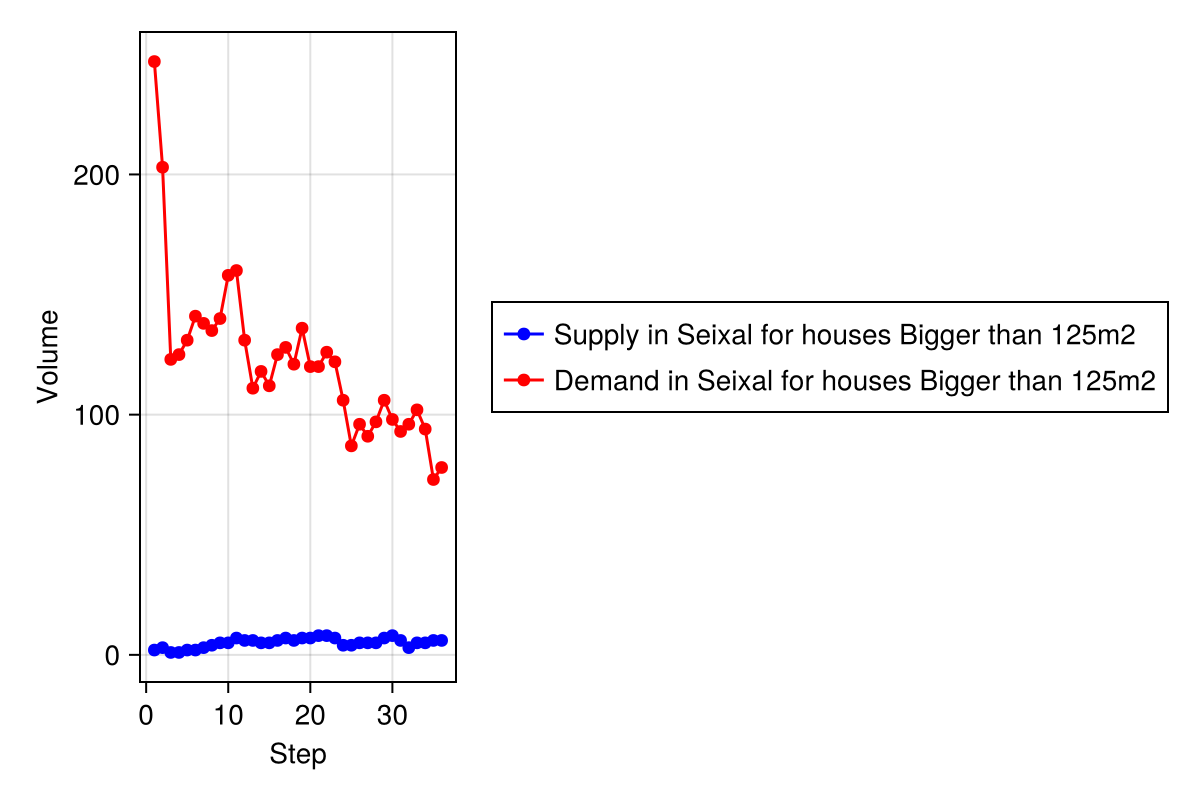 200
100
0
Volume
0 10 20 30
Step
Supply in Seixal for houses Bigger than 125m2
Demand in Seixal for houses Bigger than 125m2